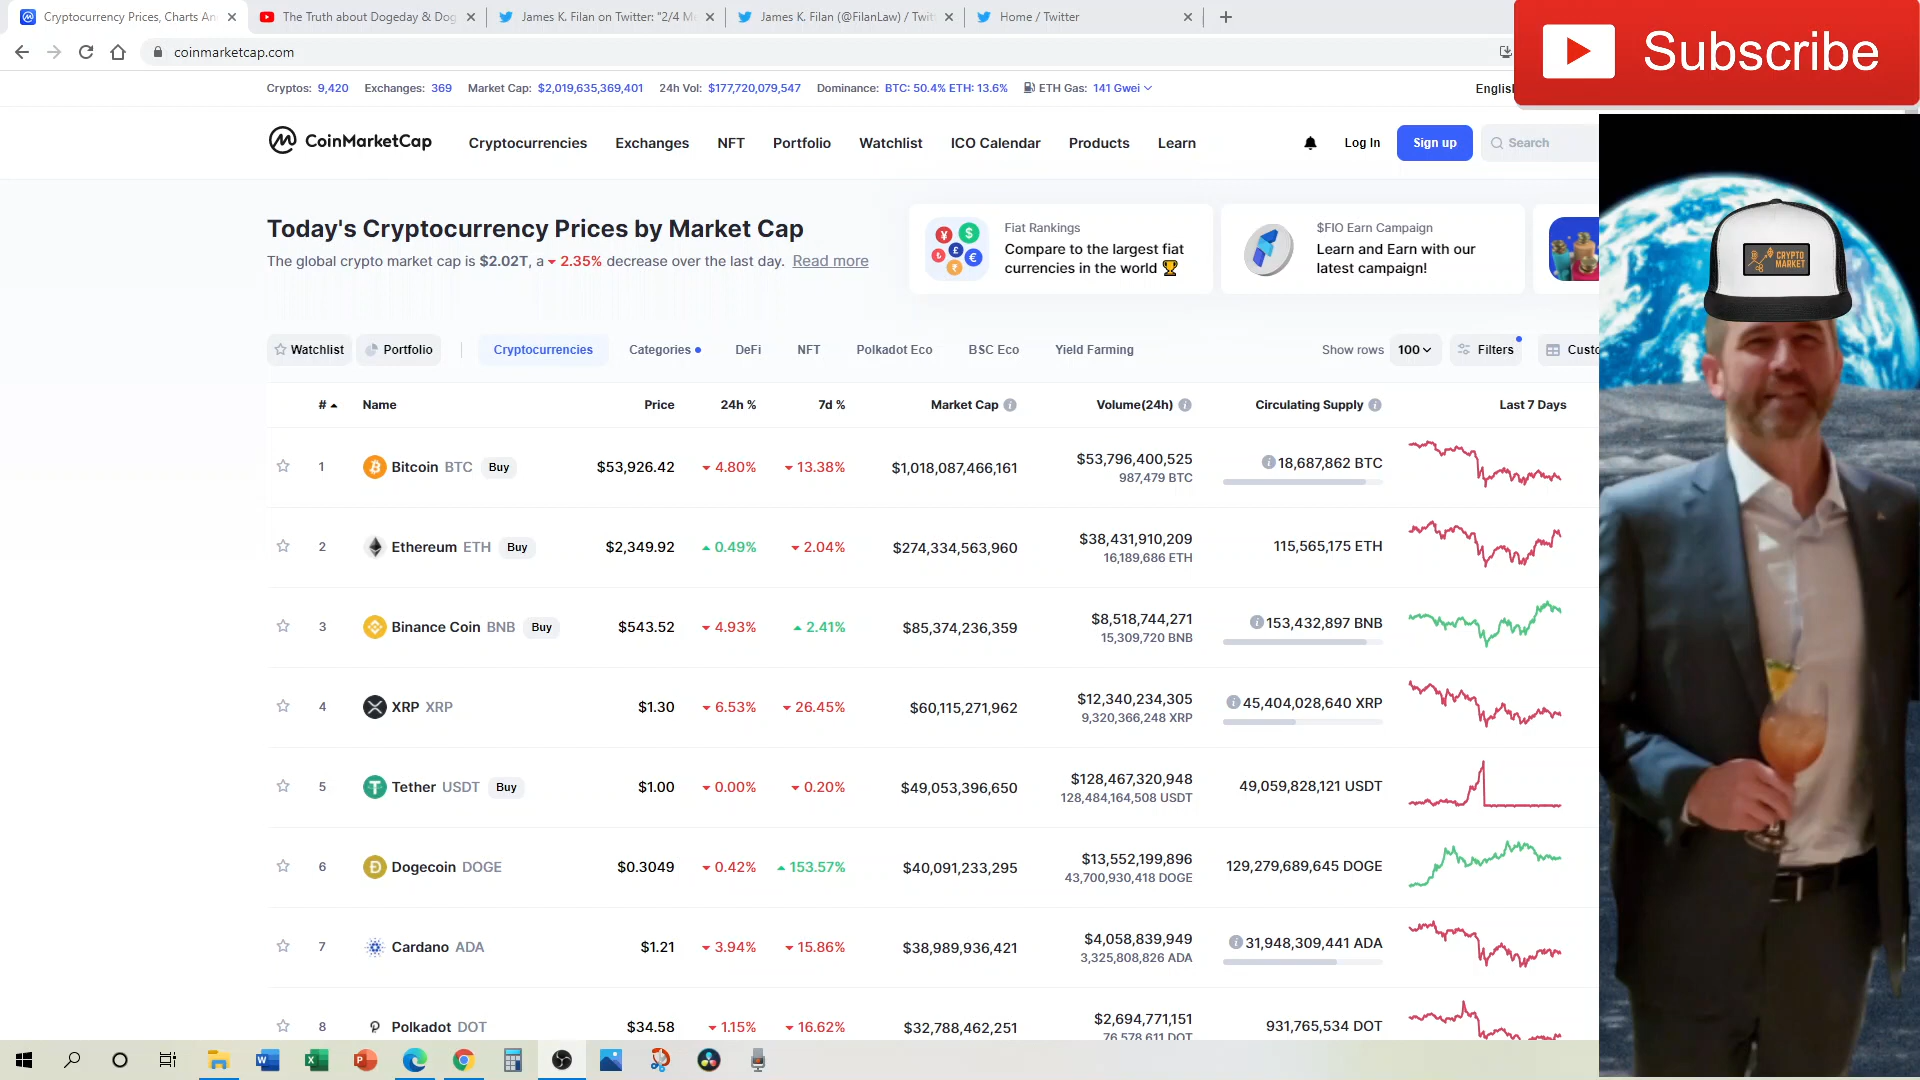 Cryptocurrency Prices, Charts An
The Truth about Dogeday & Dog
James K. Filan on Twitter: "2/4 M
James K. Filan (@FilanLaw) / Twit
Home / Twitter
coinmarketcap.com
Subscribe
Cryptos: 9,420 Exchanges: 369 Market Cap: $2,019,635,369,401 24h Vol: $177,720,079,547 Dominance: BTC: 50.4% ETH: 13.6% ETH Gas: 141 Gwei
English
CoinMarketCap Cryptocurrencies Exchanges NFT Portfolio Watchlist ICO Calendar Products Learn Log In Sign up Search
Today's Cryptocurrency Prices by Market Cap
The global crypto market cap is $2.02T, a 2.35% decrease over the last day. Read more
Fiat Rankings
Compare to the largest fiat
currencies in the world
$FIO Earn Campaign
Learn and Earn with our
latest campaign!
CRYPTO
MARKET
Watchlist Portfolio Cryptocurrencies Categories DeFi NFT Polkadot Eco BSC Eco Yield Farming Show rows 100 Filters Custo
# Name Price 24h % 7d % Market Cap Volume(24h) Circulating Supply Last 7 Days
1 Bitcoin BTC Buy $53,926.42 4.80% 13.38% $1,018,087,466,161 $53,796,400,525 18,687,862 BTC
987,479 BTC
2 Ethereum ETH Buy $2,349.92 0.49% 2.04% $274,334,563,960 $38,431,910,209 115,565,175 ETH
16,189,686 ETH
3 Binance Coin BNB Buy $543.52 4.93% 2.41% $85,374,236,359 $8,518,744,271 153,432,897 BNB
15,309,720 BNB
4 XRP XRP $1.30 6.53% 26.45% $60,115,271,962 $12,340,234,305 45,404,028,640 XRP
9,320,366,248 XRP
5 Tether USDT Buy $1.00 0.00% 0.20% $49,053,396,650 $128,467,320,948 49,059,828,121 USDT
128,484,164,508 USDT
6 Dogecoin DOGE $0.3049 0.42% 153.57% $40,091,233,295 $13,552,199,896 129,279,689,645 DOGE
43,700,930,418 DOGE
7 Cardano ADA $1.21 3.94% 15.86% $38,989,936,421 $4,058,839,949 31,948,309,441 ADA
3,325,808,826 ADA
8 Polkadot DOT $34.58 1.15% 16.62% $32,788,462,251 $2,694,771,151 931,765,534 DOT
76,578,611 DOT